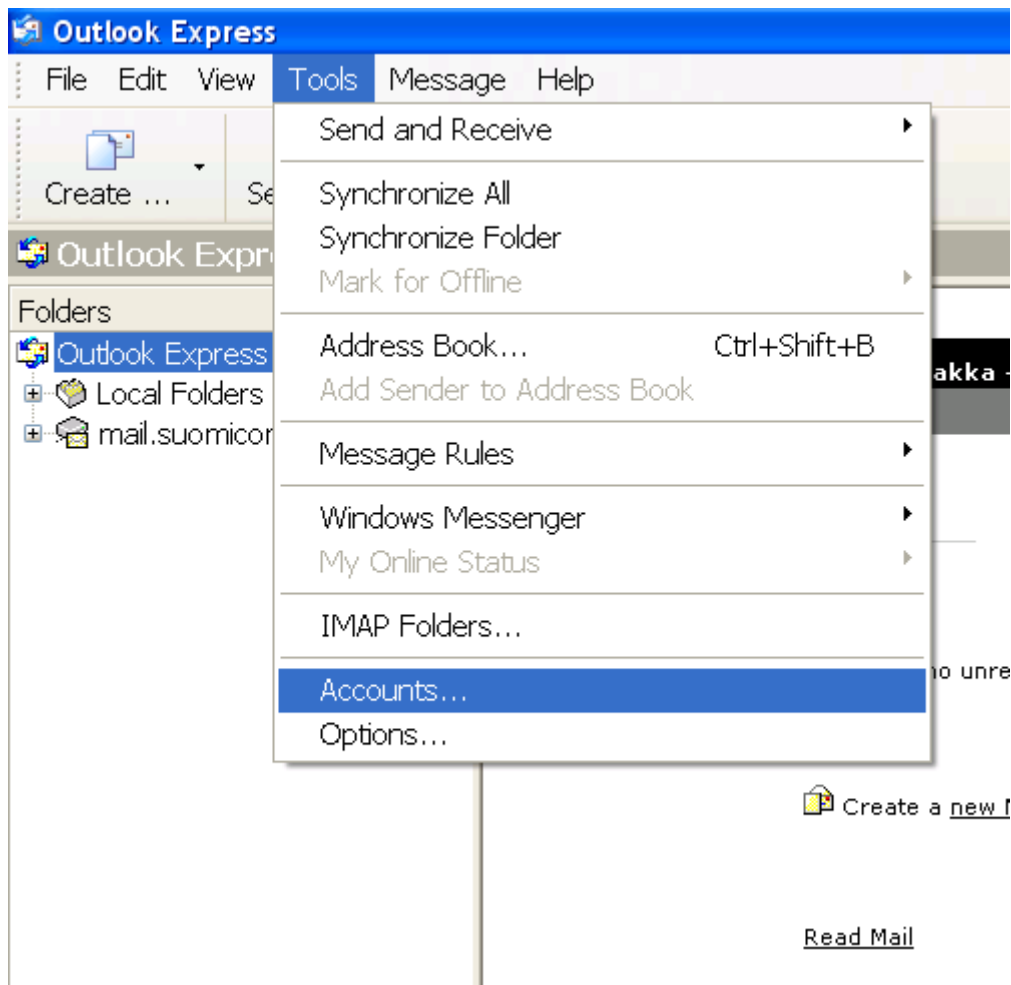 Outlook Express
File Edit View Tools Message Help
Create ...
Send and Receive
Synchronize All
Synchronize Folder
Mark for Offline
Address Book... Ctrl+Shift+B
Add Sender to Address Book
Message Rules
Windows Messenger
My Online Status
IMAP Folders...
Accounts...
Options...
Outlook Expr
Folders
Outlook Express
Local Folders
mail.suomicor
Create a new
Read Mail